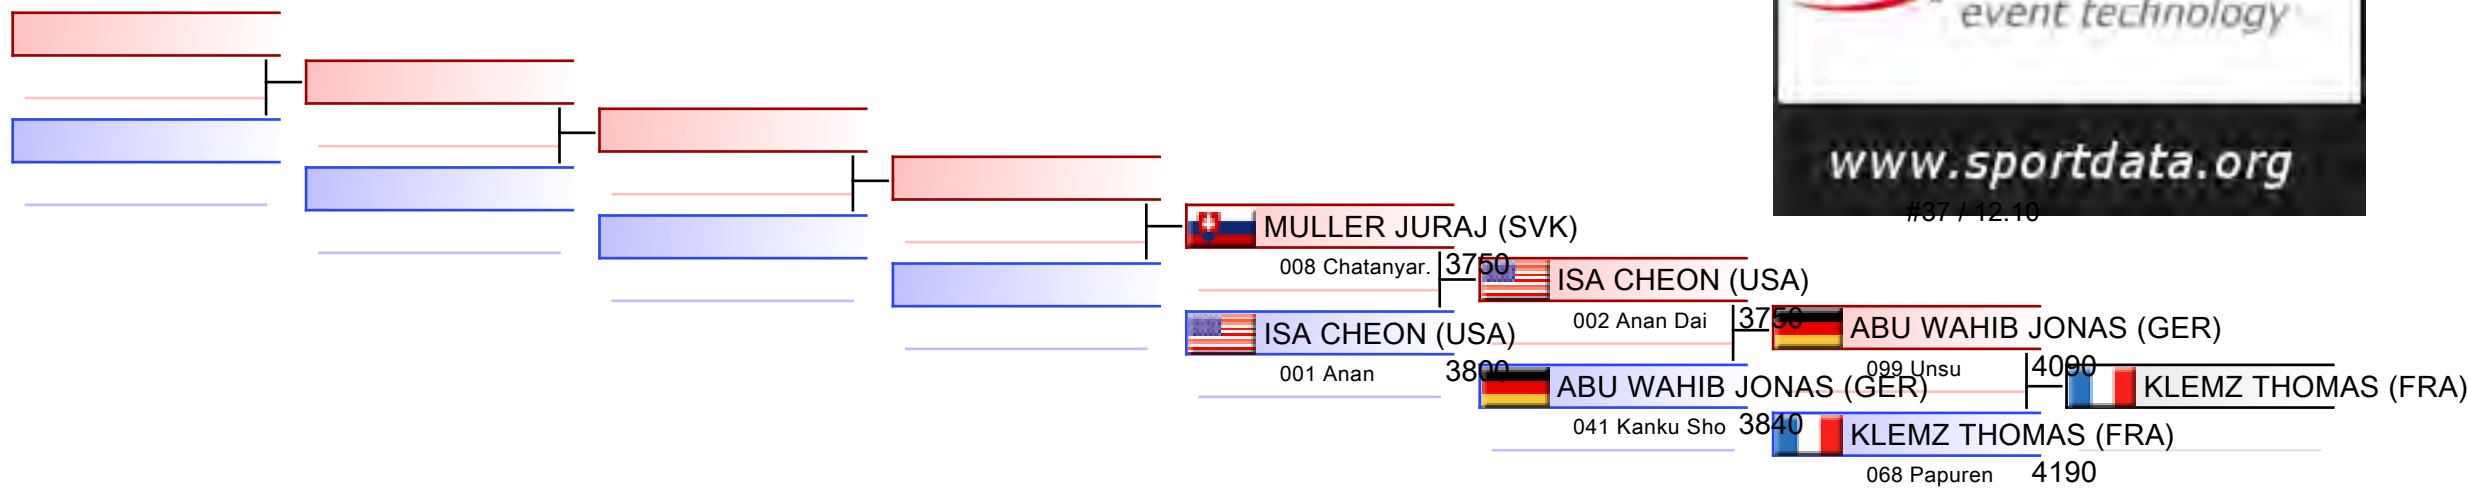 event technology
www.sportdata.org
#37 / 12.10
MULLER JURAJ (SVK)
008 Chatanyar. 3750
ISA CHEON (USA)
001 Anan 3800
ISA CHEON (USA)
002 Anan Dai 3750
ABU WAHIB JONAS (GER)
041 Kanku Sho 3840
ABU WAHIB JONAS (GER)
099 Unsu 4090
KLEMZ THOMAS (FRA)
068 Papuren 4190
KLEMZ THOMAS (FRA)